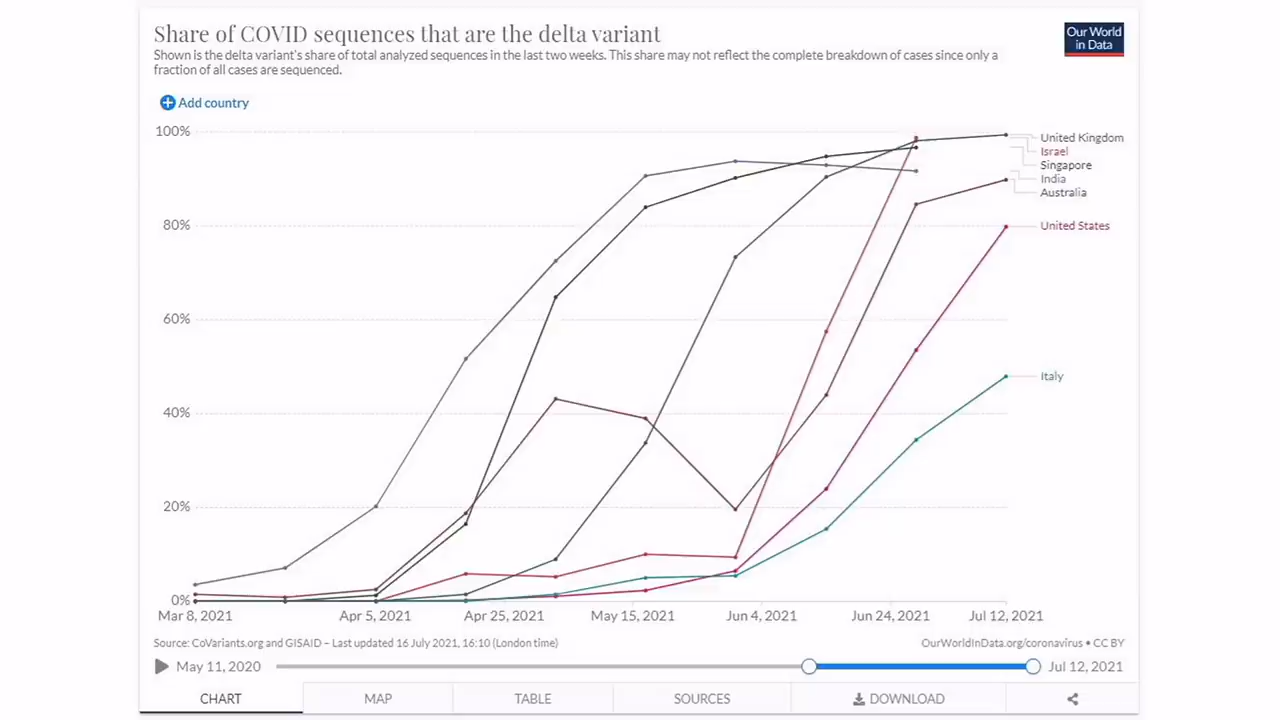 Share of COVID sequences that are the delta variant
Shown is the delta variant's share of total analyzed sequences in the last two weeks. This share may not reflect the complete breakdown of cases since only a
fraction of all cases are sequenced.
Our World
in Data
Add country
100%
80%
60%
40%
20%
0%
United Kingdom
Israel
Singapore
India
Australia
United States
Italy
Mar 8, 2021
Apr 5, 2021
Apr 25, 2021
May 15, 2021
Jun 4, 2021
Jun 24, 2021
Jul 12, 2021
Source: CoVariants.org and GISAID – Last updated 16 July 2021, 16:10 (London time)
OurWorldInData.org/coronavirus • CC BY
May 11, 2020
Jul 12, 2021
CHART
MAP
TABLE
SOURCES
DOWNLOAD